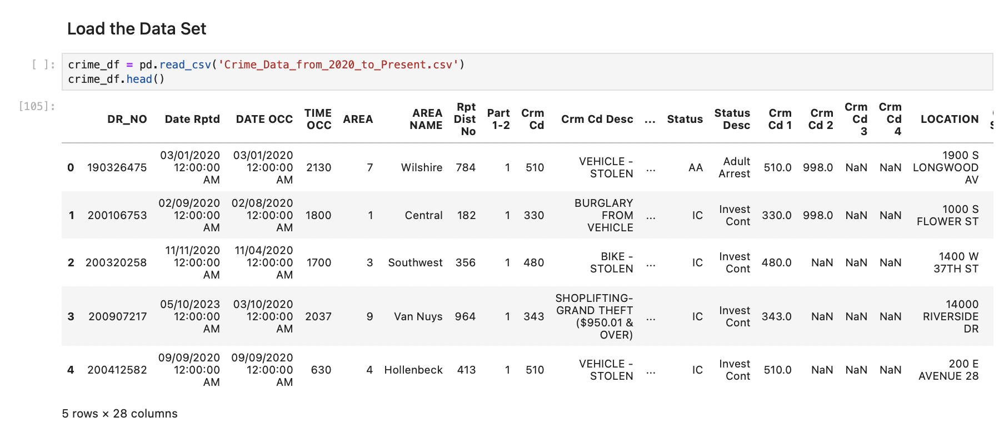 Load the Data Set
[ ]: crime_df = pd.read_csv('Crime_Data_from_2020_to_Present.csv')
crime_df.head()
[105]: DR_NO Date Rptd DATE OCC TIME OCC AREA AREA NAME Rpt Dist No Part 1-2 Crm Cd Crm Cd Desc ... Status Status Desc Crm Cd 1 Crm Cd 2 Crm Cd 3 Crm Cd 4 LOCATION
0 190326475 03/01/2020 12:00:00 AM 03/01/2020 12:00:00 AM 2130 7 Wilshire 784 1 510 VEHICLE - STOLEN ... AA Adult Arrest 510.0 998.0 NaN NaN 1900 S LONGWOOD AV
1 200106753 02/09/2020 12:00:00 AM 02/08/2020 12:00:00 AM 1800 1 Central 182 1 330 BURGLARY FROM VEHICLE ... IC Invest Cont 330.0 998.0 NaN NaN 1000 S FLOWER ST
2 200320258 11/11/2020 12:00:00 AM 11/04/2020 12:00:00 AM 1700 3 Southwest 356 1 480 BIKE - STOLEN ... IC Invest Cont 480.0 NaN NaN NaN 1400 W 37TH ST
3 200907217 05/10/2023 12:00:00 AM 03/10/2020 12:00:00 AM 2037 9 Van Nuys 964 1 343 SHOPLIFTING-GRAND THEFT ($950.01 & OVER) ... IC Invest Cont 343.0 NaN NaN NaN 14000 RIVERSIDE DR
4 200412582 09/09/2020 12:00:00 AM 09/09/2020 12:00:00 AM 630 4 Hollenbeck 413 1 510 VEHICLE - STOLEN ... IC Invest Cont 510.0 NaN NaN NaN 200 E AVENUE 28
5 rows × 28 columns